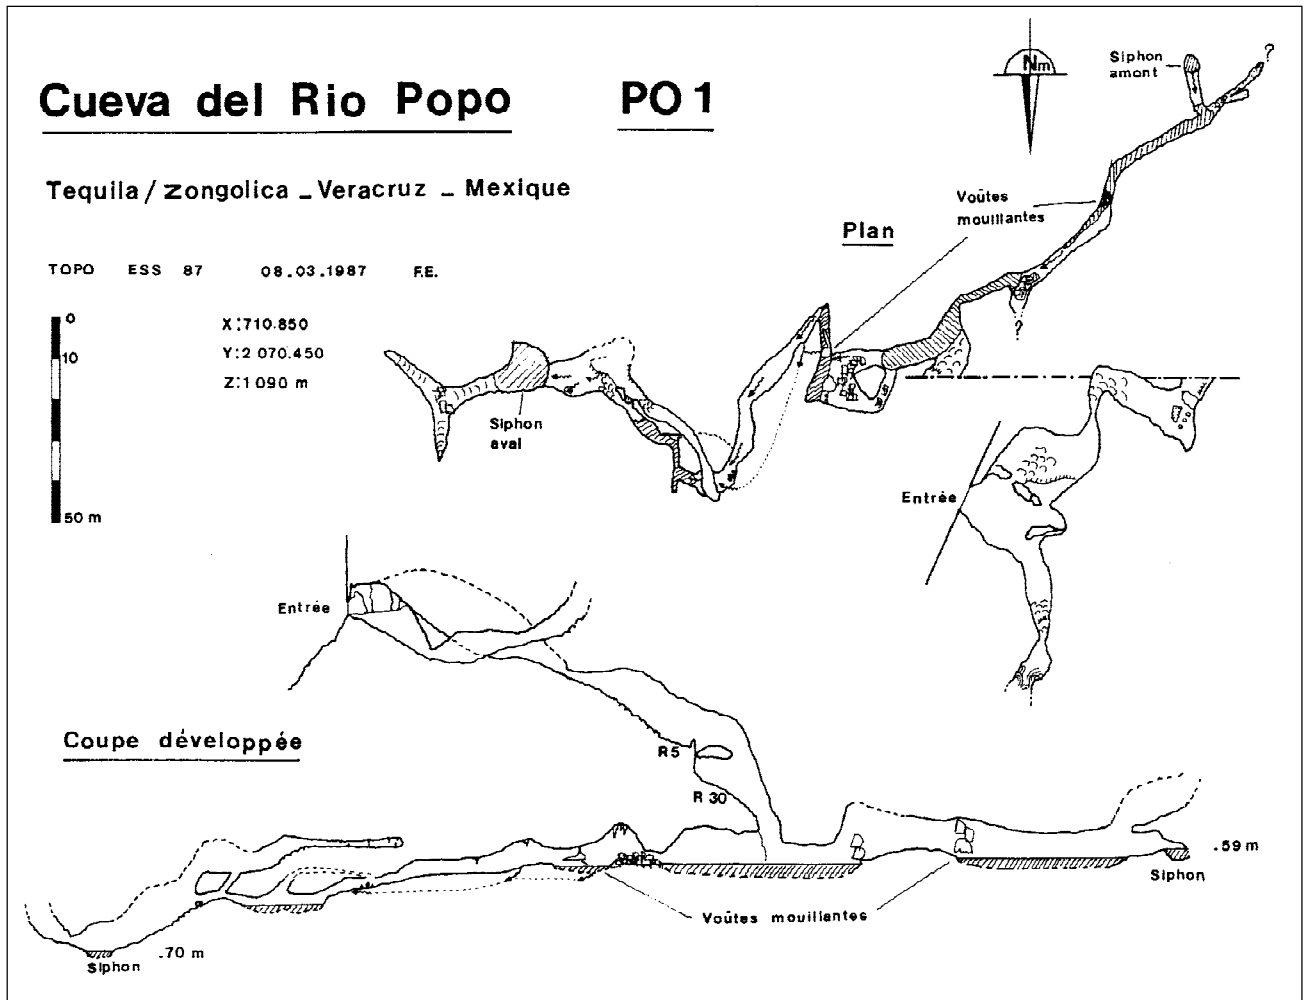 Cueva del Rio Popo PO 1
Tequila / Zongolica _ Veracruz _ Mexique
TOPO ESS 87 08.03.1987 F.E.
X:710.850
Y:2 070.450
Z:1 090 m
0
10
50 m
Nm
Siphon
amont
?
Voûtes
mouillantes
Plan
?
Siphon
aval
Entrée
Entrée
Coupe développée
R5
R 30
.59 m
Siphon
Voûtes mouillantes
.70 m
Siphon